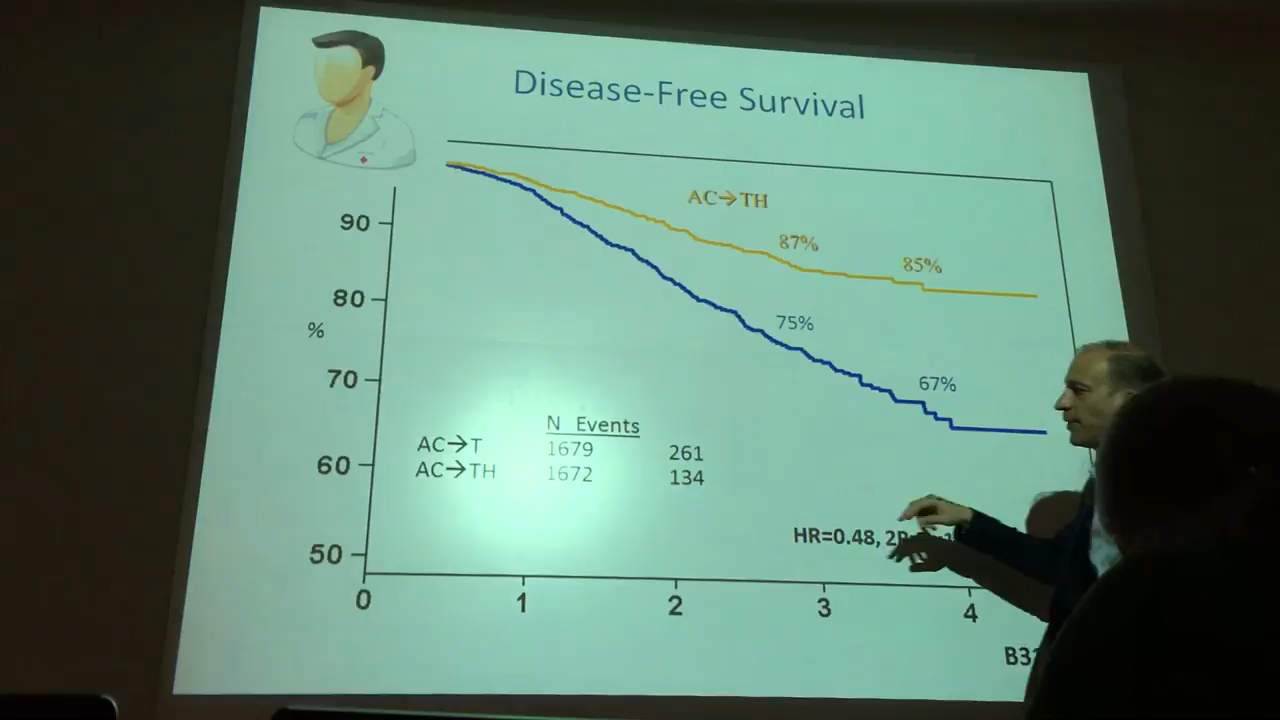 Disease-Free Survival
AC→TH
90
87%
85%
80
%
75%
70
67%
N Events
AC→T 1679 261
AC→TH 1672 134
60
HR=0.48,
50
0 1 2 3 4